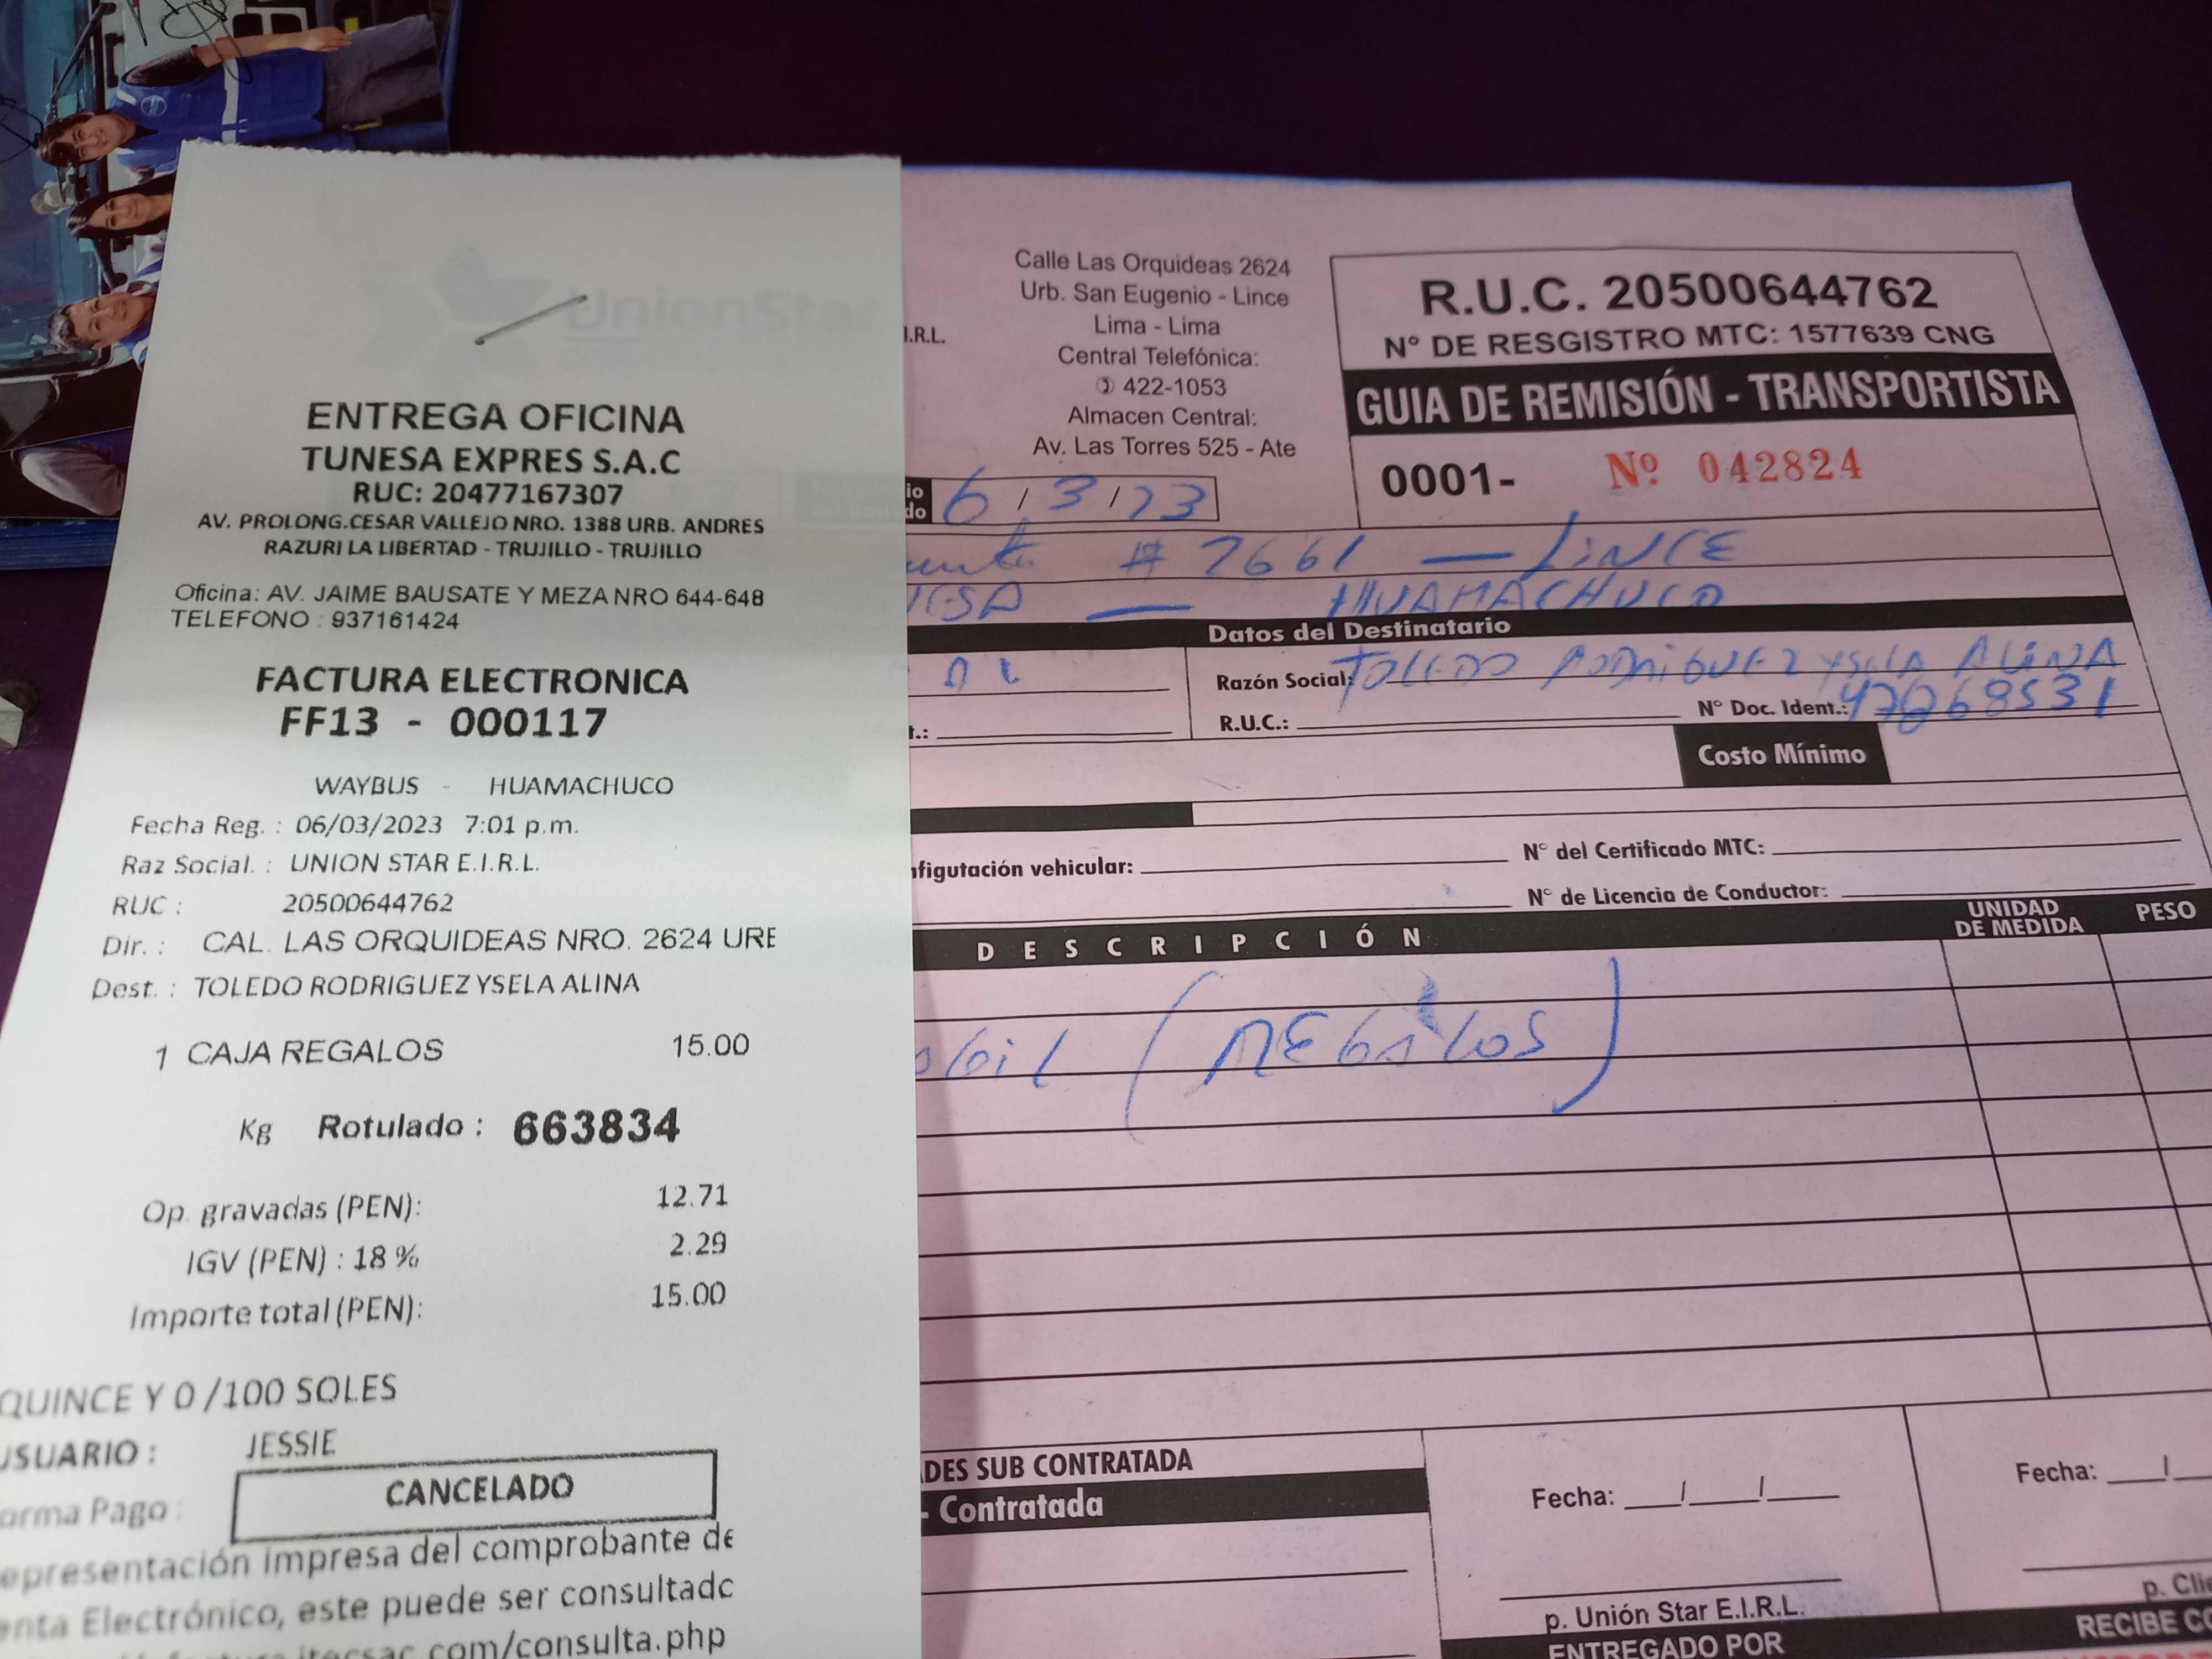 UnionStar
ENTREGA OFICINA
TUNESA EXPRES S.A.C
RUC: 20477167307
AV. PROLONG.CESAR VALLEJO NRO. 1388 URB. ANDRES
RAZURI LA LIBERTAD - TRUJILLO - TRUJILLO
Oficina: AV. JAIME BAUSATE Y MEZA NRO 644-648
TELEFONO : 937161424
FACTURA ELECTRONICA
FF13 - 000117
WAYBUS - HUAMACHUCO
Fecha Reg. : 06/03/2023 7:01 p.m.
Raz Social. : UNION STAR E.I.R.L.
RUC : 20500644762
Dir. : CAL. LAS ORQUIDEAS NRO. 2624 URE
Dest. : TOLEDO RODRIGUEZ YSELA ALINA
1 CAJA REGALOS 15.00
Kg Rotulado : 663834
Op. gravadas (PEN): 12.71
IGV (PEN) : 18 % 2.29
Importe total (PEN): 15.00
QUINCE Y 0 /100 SOLES
USUARIO : JESSIE
orma Pago : CANCELADO
epresentación impresa del comprobante de
enta Electrónico, este puede ser consultado
itecsac.com/consulta.php
I.R.L.
Calle Las Orquideas 2624
Urb. San Eugenio - Lince
Lima - Lima
Central Telefónica:
422-1053
Almacen Central:
Av. Las Torres 525 - Ate
R.U.C. 20500644762
N° DE RESGISTRO MTC: 1577639 CNG
GUIA DE REMISIÓN - TRANSPORTISTA
0001- Nº 042824
io
do
6 / 3 / 23
# 2661 — LINCE
— HUAMACHUCO
Datos del Destinatario
Razón Social: TOLEDO RODRIGUEZ YSELA ALINA
R.U.C.: N° Doc. Ident.:
t.:
Costo Mínimo
nfigutación vehicular: N° del Certificado MTC:
N° de Licencia de Conductor:
DESCRIPCIÓN UNIDAD DE MEDIDA PESO
(REGALOS)
DES SUB CONTRATADA
- Contratada
Fecha: / /
p. Unión Star E.I.R.L.
ENTREGADO POR
Fecha: /
p. Clie
RECIBE CO